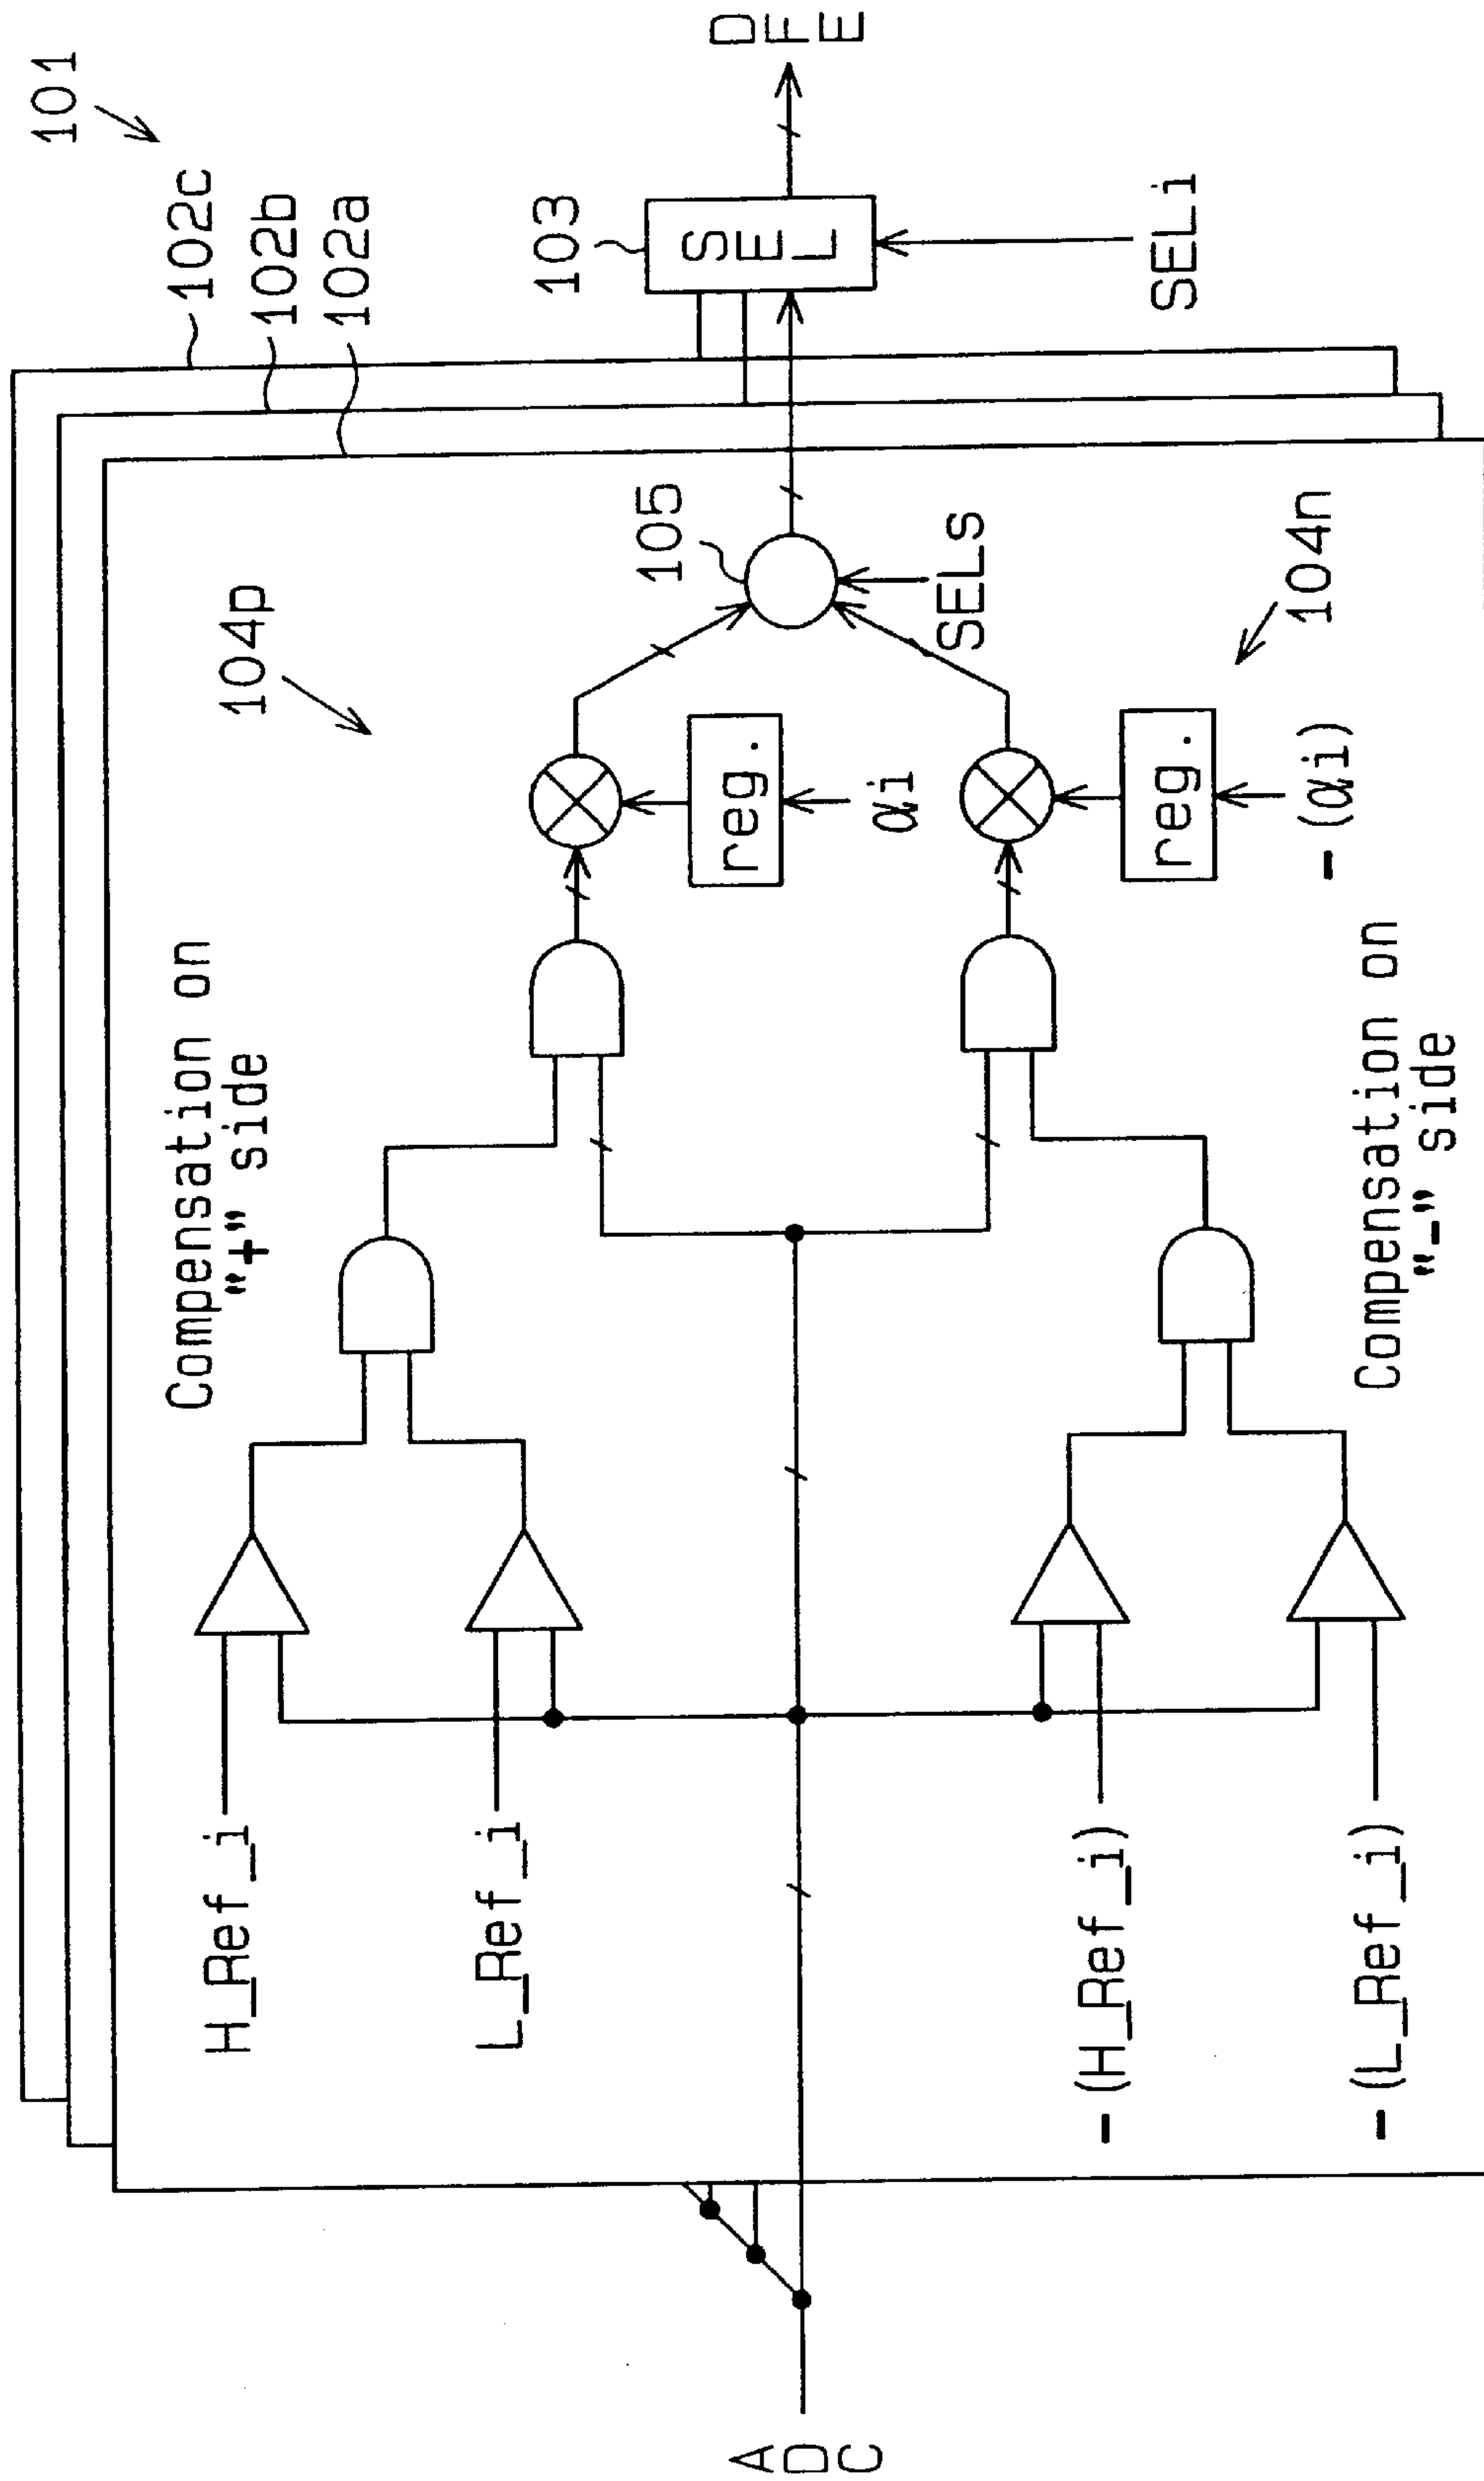 101
102c
102b
102a
103
SEL
DFE
SELi
104p
105
SELs
104n
Compensation on
"+" side
H_Ref_i
L_Ref_i
reg.
αi
ADC
reg.
- (αi)
- (H_Ref_i)
- (L_Ref_i)
Compensation on
"-" side